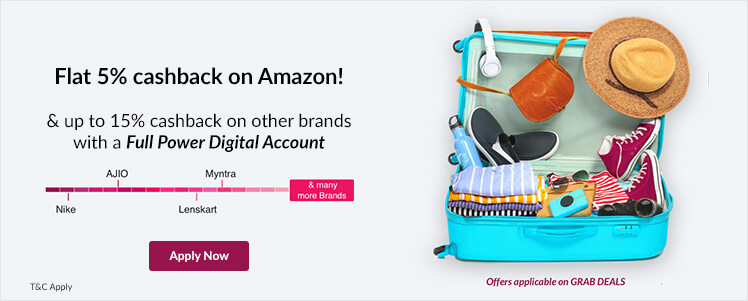 Flat 5% cashback on Amazon!
& up to 15% cashback on other brands
with a Full Power Digital Account
AJIO
Myntra
& many
more Brands
Nike
Lenskart
Apply Now
T&C Apply
Offers applicable on GRAB DEALS